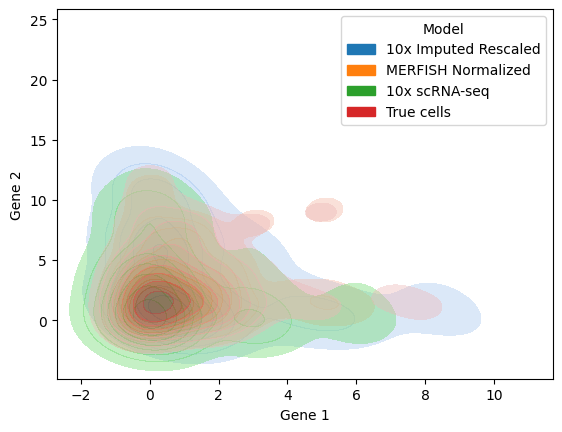 Model
10x Imputed Rescaled
MERFISH Normalized
10x scRNA-seq
True cells
25
20
15
10
5
0
Gene 2
−2 0 2 4 6 8 10
Gene 1